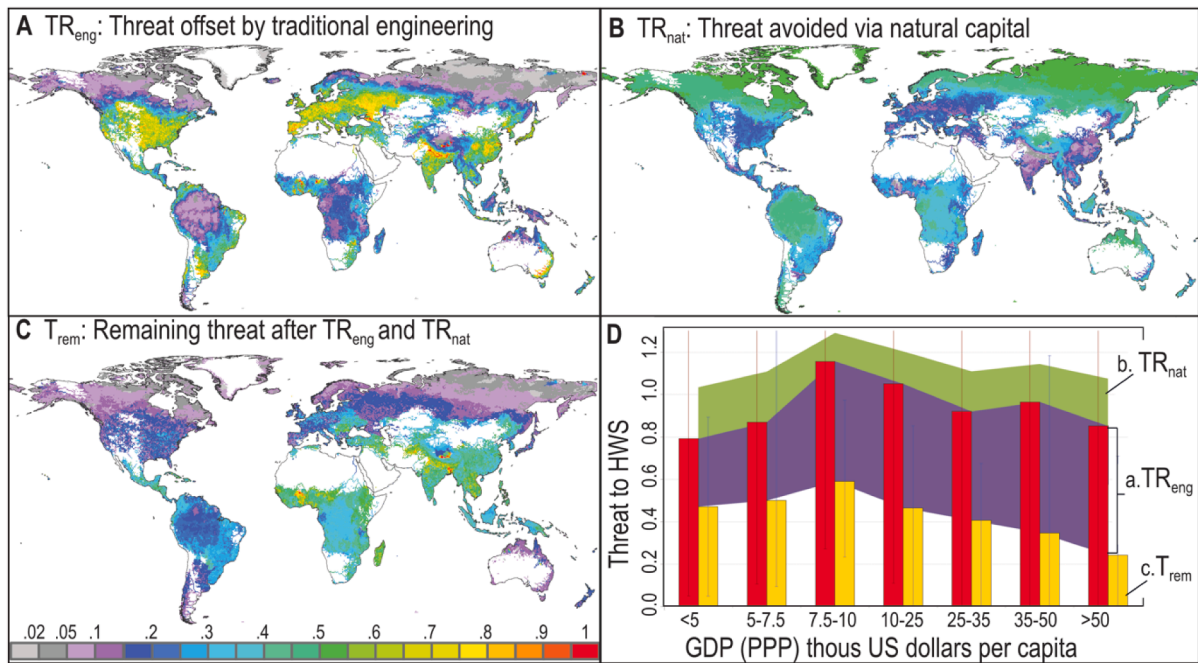 A TReng: Threat offset by traditional engineering
B TRnat: Threat avoided via natural capital
C Trem: Remaining threat after TReng and TRnat
.02 .05 .1 .2 .3 .4 .5 .6 .7 .8 .9 1
D
Threat to HWS
1.2
1.0
0.8
0.6
0.4
0.2
0.0
b. TRnat
a.TReng
c.Trem
<5 5-7.5 7.5-10 10-25 25-35 35-50 >50
GDP (PPP) thous US dollars per capita